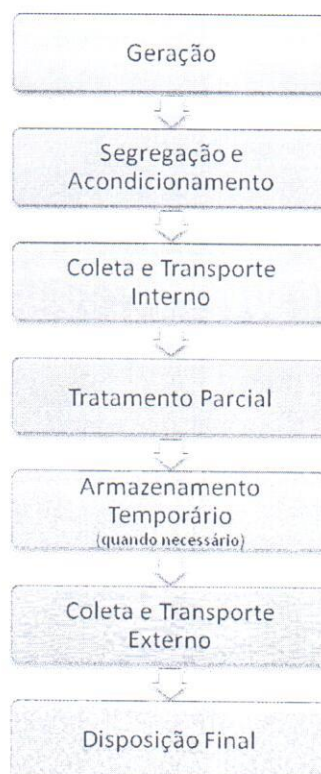 Geração
Segregação e
Acondicionamento
Coleta e Transporte
Interno
Tratamento Parcial
Armazenamento
Temporário
(quando necessário)
Coleta e Transporte
Externo
Disposição Final